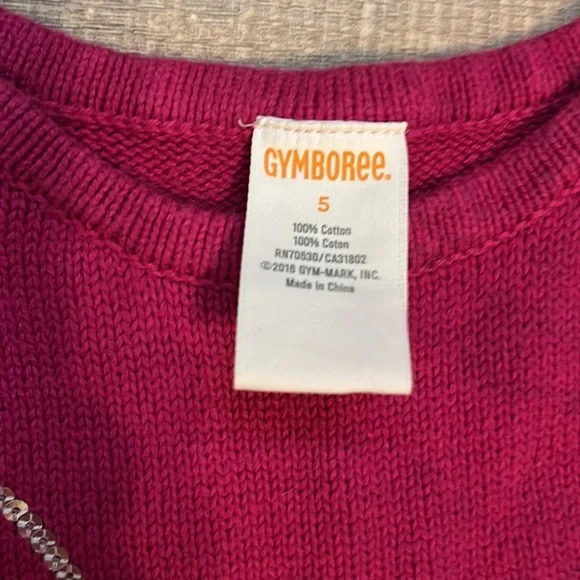 GYMBOREE.
5
100% Cotton
100% Coton
RN70530/CA31802
©2016 GYM-MARK, INC.
Made in China